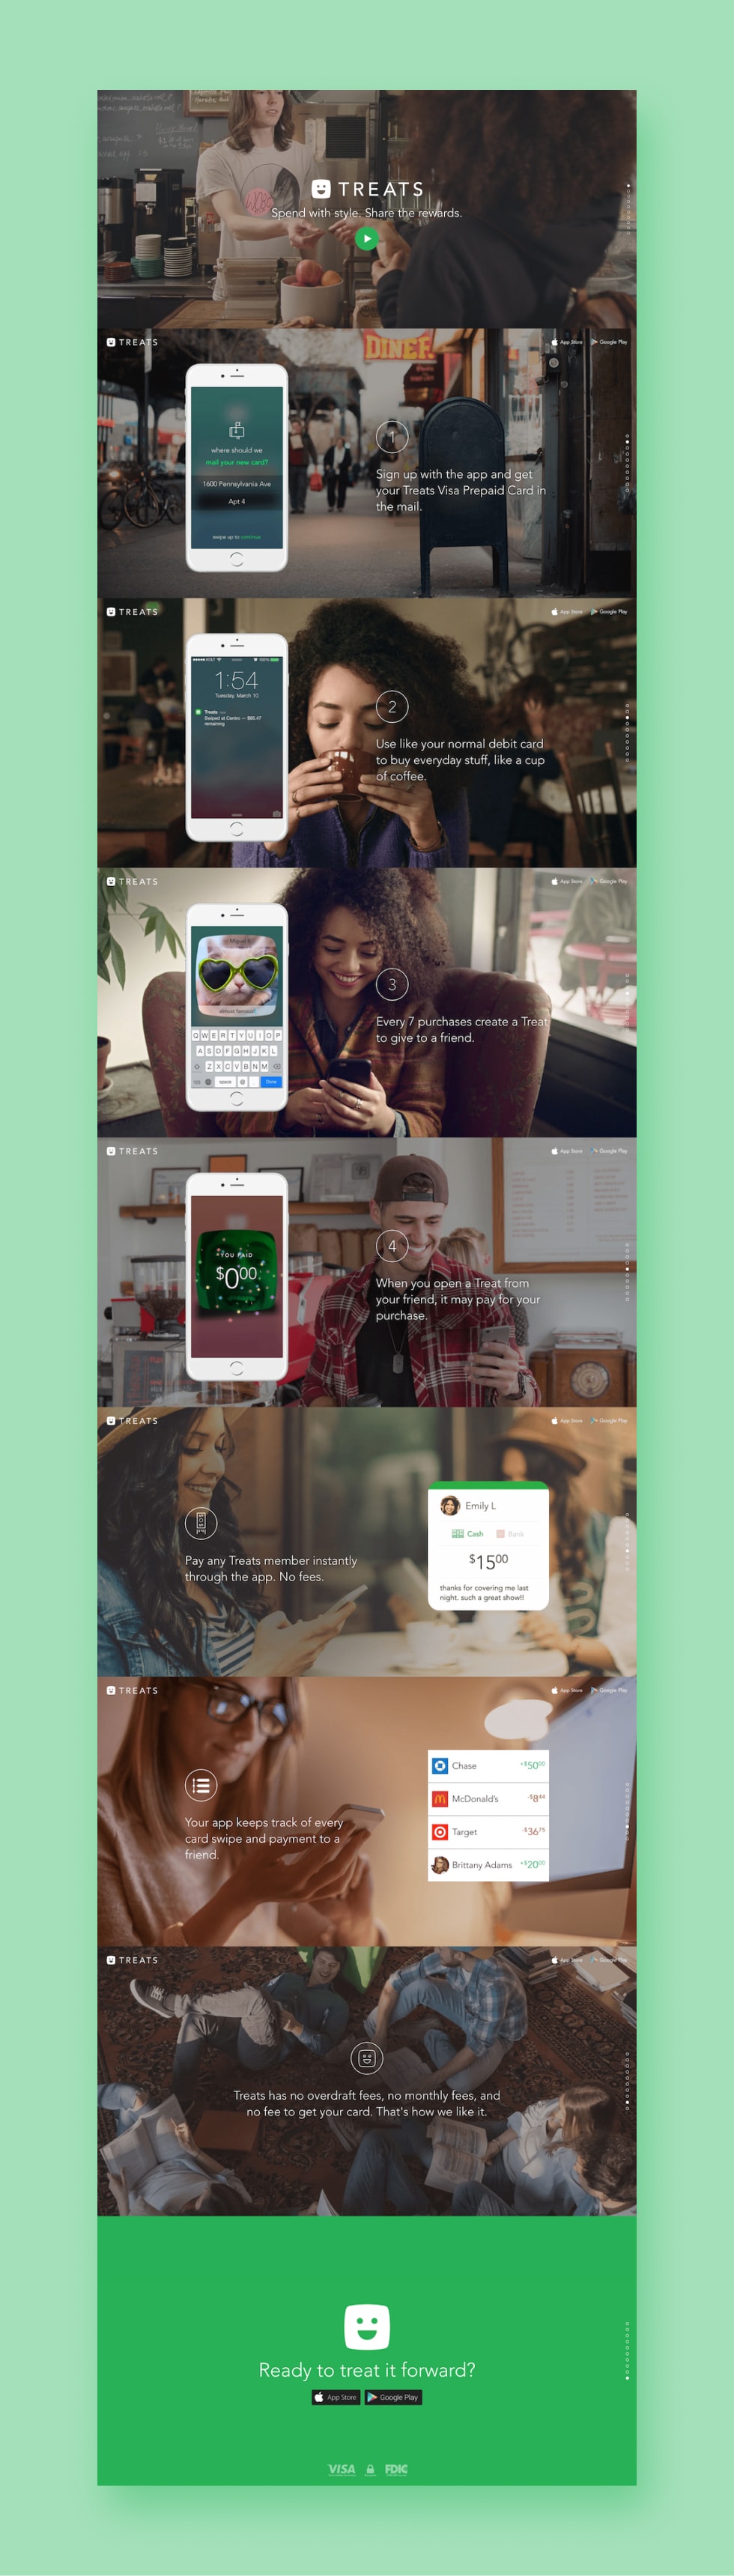 TREATS
Spend with style. Share the rewards.
TREATS
App Store
Google Play
DINER
where should we
mail your new card?
1600 Pennsylvania Ave
Apt 4
swipe up to continue
1
Sign up with the app and get
your Treats Visa Prepaid Card in
the mail.
TREATS
App Store
Google Play
AT&T
100%
1:54
Tuesday, March 10
Treats now
Swiped at Centro — $85.47
remaining
2
Use like your normal debit card
to buy everyday stuff, like a cup
of coffee.
TREATS
App Store
Google Play
almost famous!
Q W E R T Y U I O P
A S D F G H J K L
Z X C V B N M
space @ . Done
3
Every 7 purchases create a Treat
to give to a friend.
TREATS
App Store
Google Play
YOU PAID
$0.00
4
When you open a Treat from
your friend, it may pay for your
purchase.
TREATS
App Store
Google Play
Pay any Treats member instantly
through the app. No fees.
Emily L
Cash
Bank
$15.00
thanks for covering me last
night. such a great show!!
TREATS
App Store
Google Play
Your app keeps track of every
card swipe and payment to a
friend.
Chase +$50.00
McDonald's -$8.44
Target -$36.75
Brittany Adams +$20.00
TREATS
App Store
Google Play
Treats has no overdraft fees, no monthly fees, and
no fee to get your card. That's how we like it.
Ready to treat it forward?
App Store
Google Play
VISA
FDIC